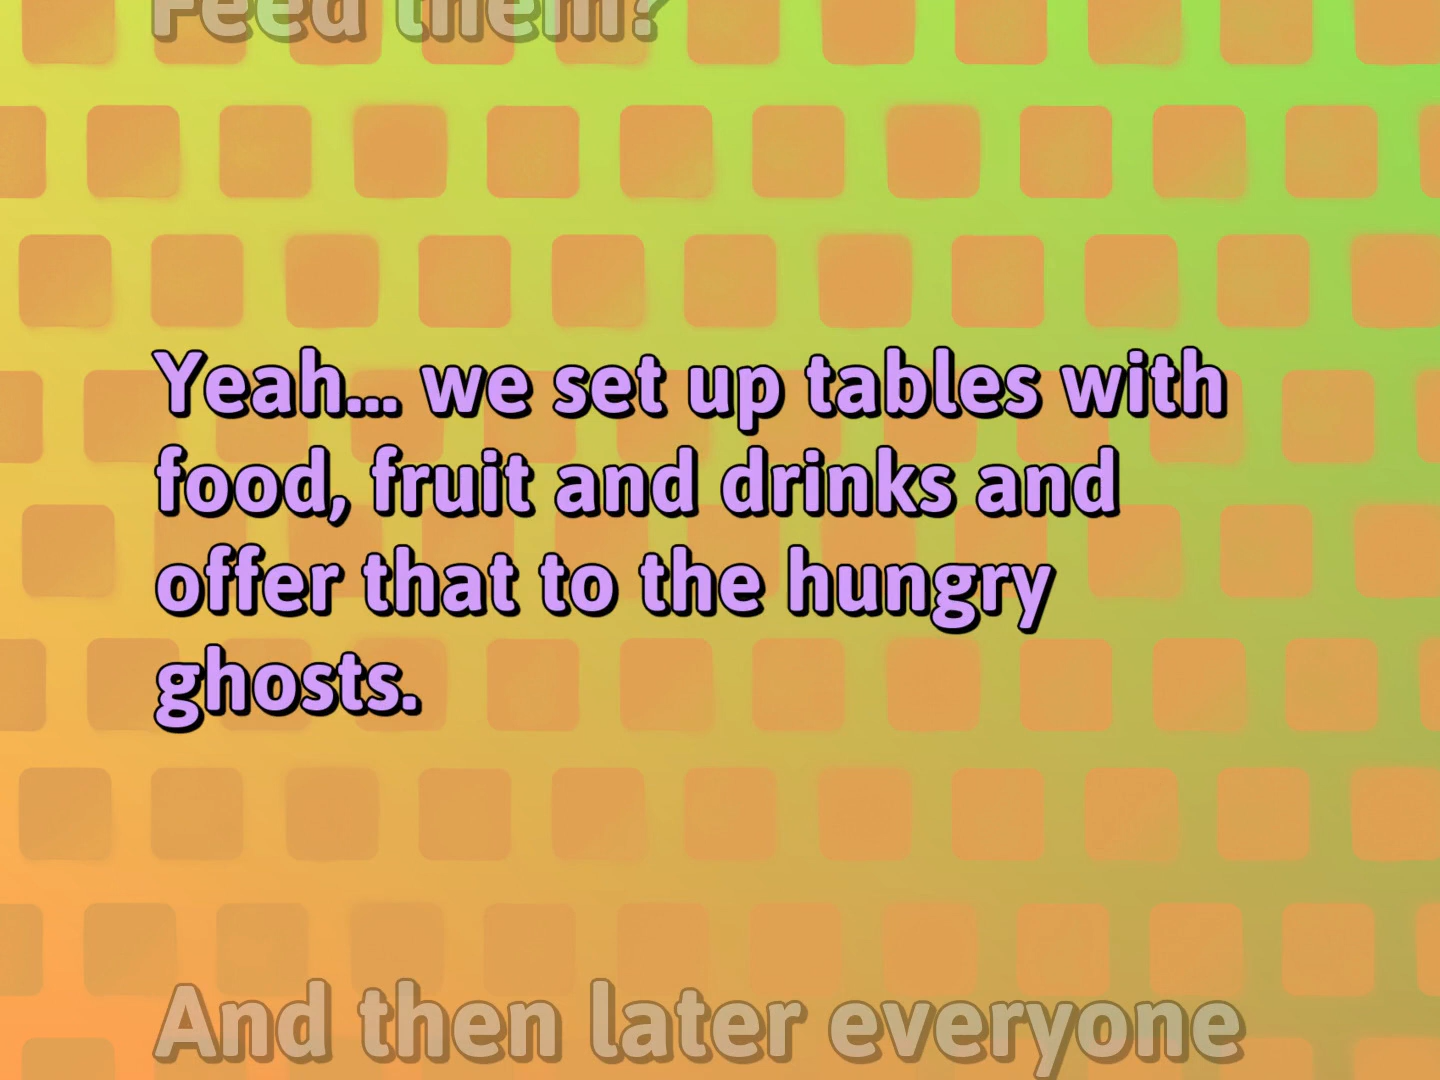 Feed them?
Yeah... we set up tables with
food, fruit and drinks and
offer that to the hungry
ghosts.
And then later everyone